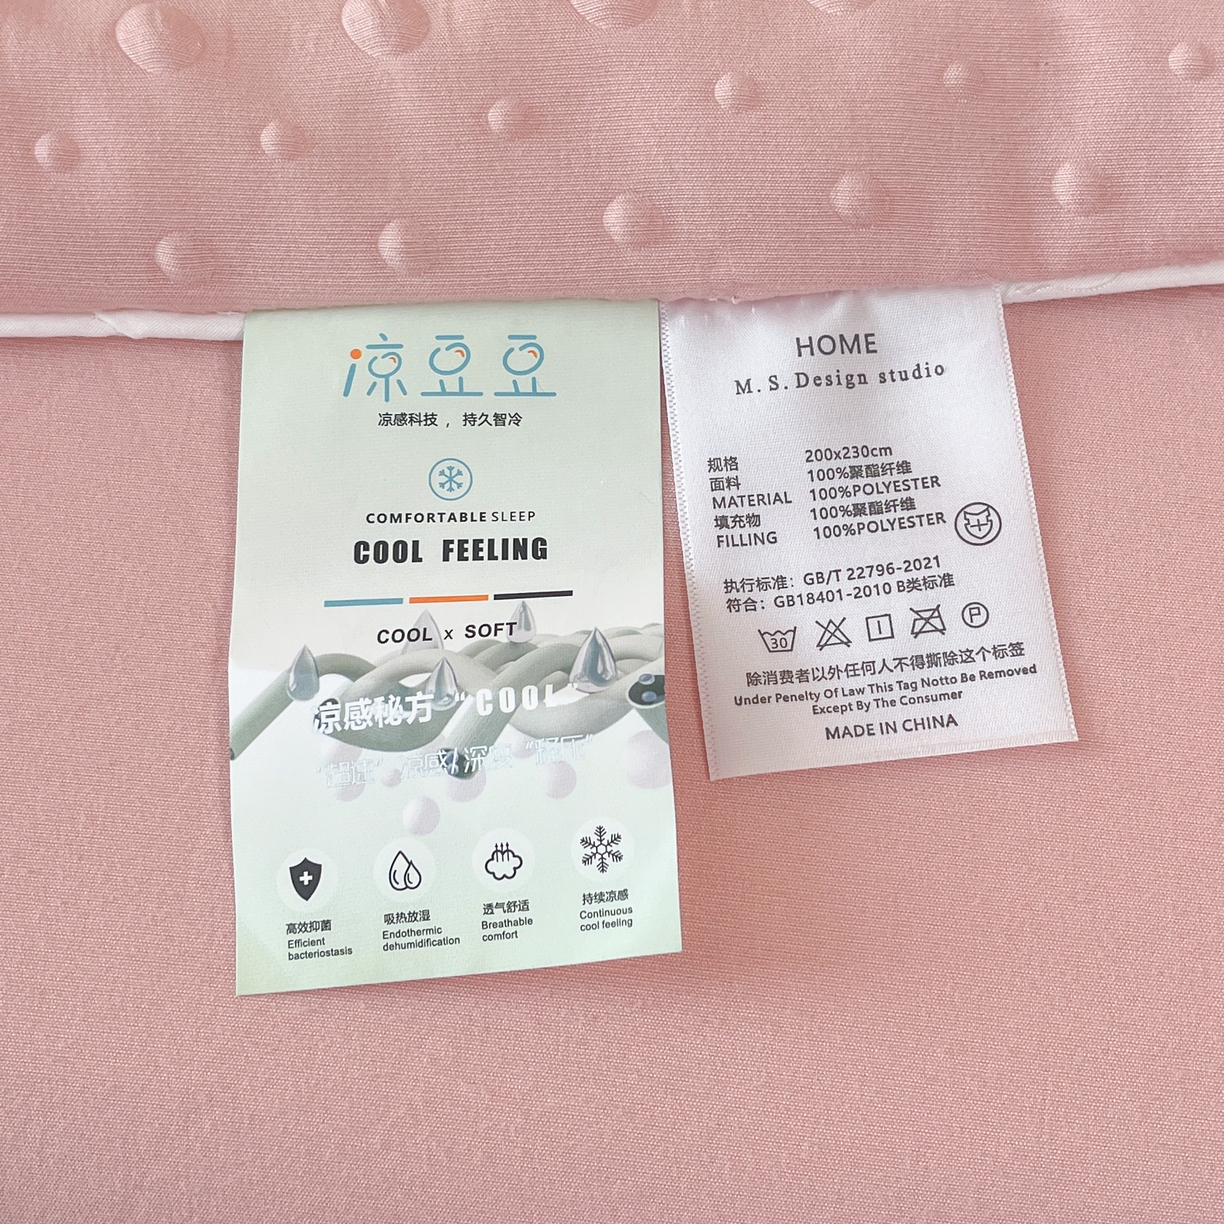 凉豆豆
凉感科技，持久智冷
COMFORTABLE SLEEP
COOL FEELING
COOL x SOFT
凉感秘方 "COOL"
凉感/深度
高效抑菌
Efficient
bacteriostasis
吸热放湿
Endothermic
dehumidification
透气舒适
Breathable
comfort
持续凉感
Continuous
cool feeling
HOME
M.S.Design studio
规格 200x230cm
面料 100%聚酯纤维
MATERIAL 100%POLYESTER
填充物 100%聚酯纤维
FILLING 100%POLYESTER
执行标准：GB/T 22796-2021
符合：GB18401-2010 B类标准
30
P
除消费者以外任何人不得撕除这个标签
Under Penelty Of Law This Tag Notto Be Removed
Except By The Consumer
MADE IN CHINA